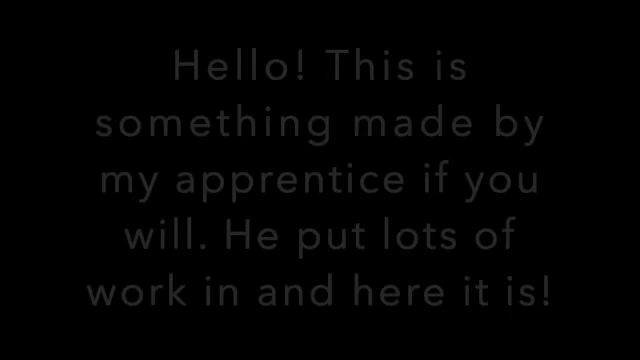 Hello! This is
something made by
my apprentice if you
will. He put lots of
work in and here it is!